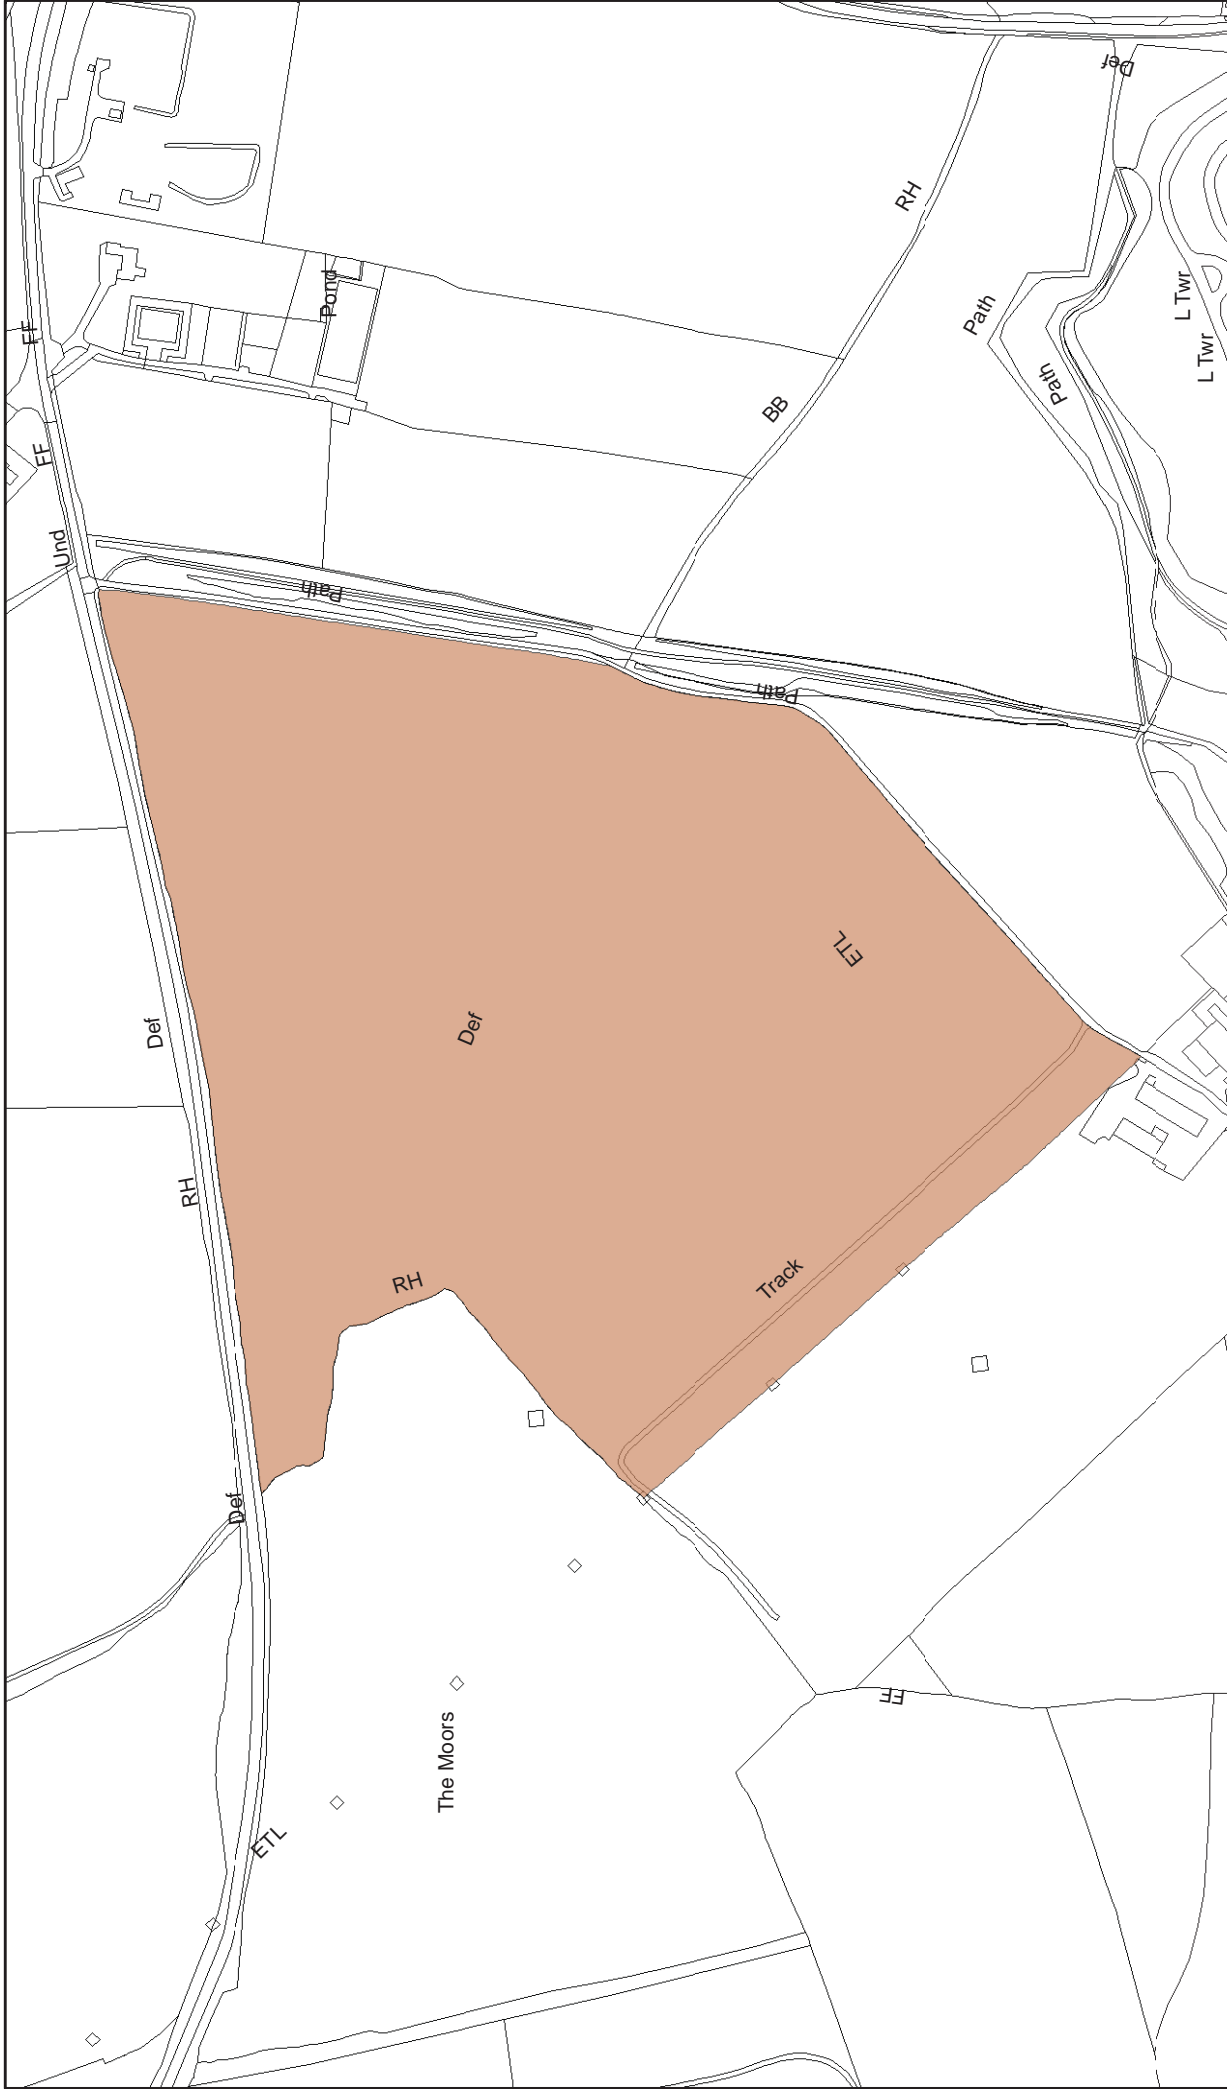 Def
RH
L Twr
Pond
Path
FF
L Twr
Path
BB
FF
Und
Path
Path
ETL
Def
Def
RH
Track
RH
Def
FF
The Moors
ETL